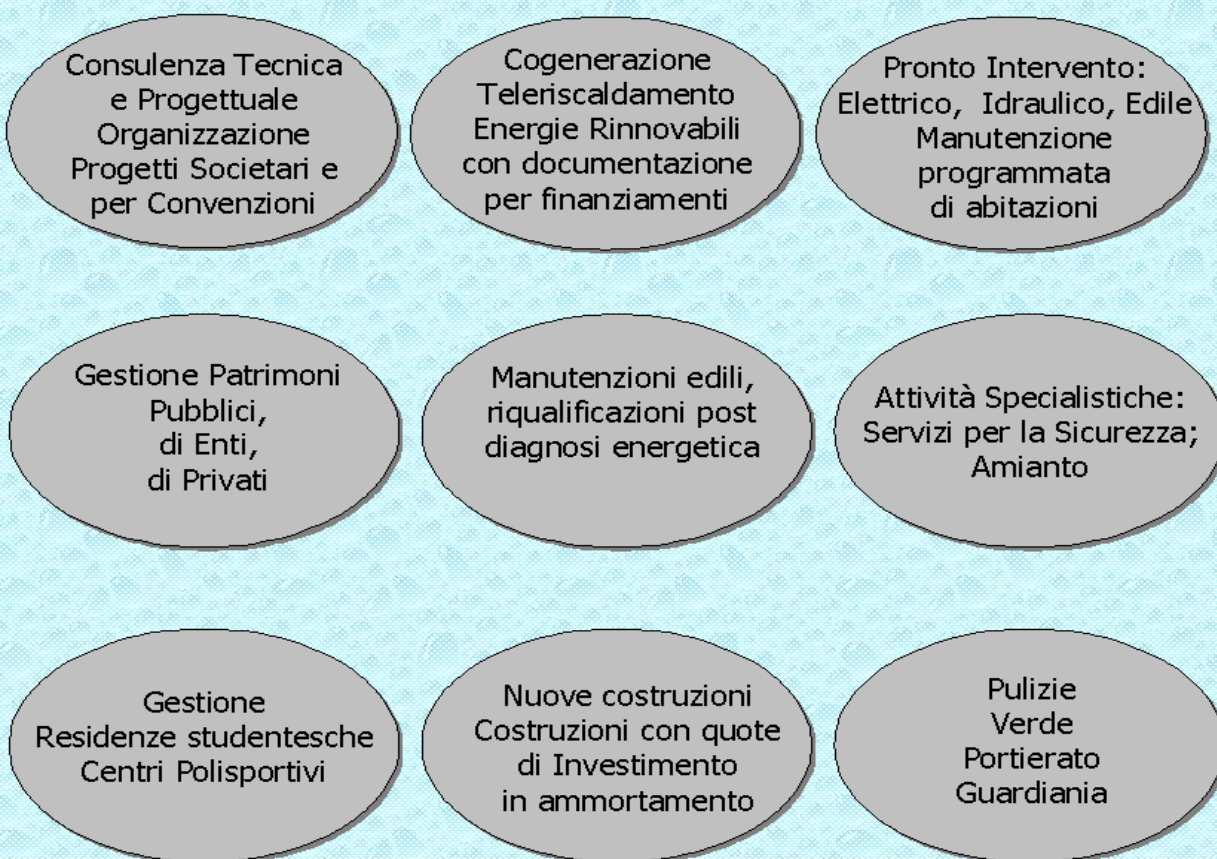 Consulenza Tecnica
e Progettuale
Organizzazione
Progetti Societari e
per Convenzioni
Cogenerazione
Teleriscaldamento
Energie Rinnovabili
con documentazione
per finanziamenti
Pronto Intervento:
Elettrico, Idraulico, Edile
Manutenzione
programmata
di abitazioni
Gestione Patrimoni
Pubblici,
di Enti,
di Privati
Manutenzioni edili,
riqualificazioni post
diagnosi energetica
Attività Specialistiche:
Servizi per la Sicurezza;
Amianto
Gestione
Residenze studentesche
Centri Polisportivi
Nuove costruzioni
Costruzioni con quote
di Investimento
in ammortamento
Pulizie
Verde
Portierato
Guardiania